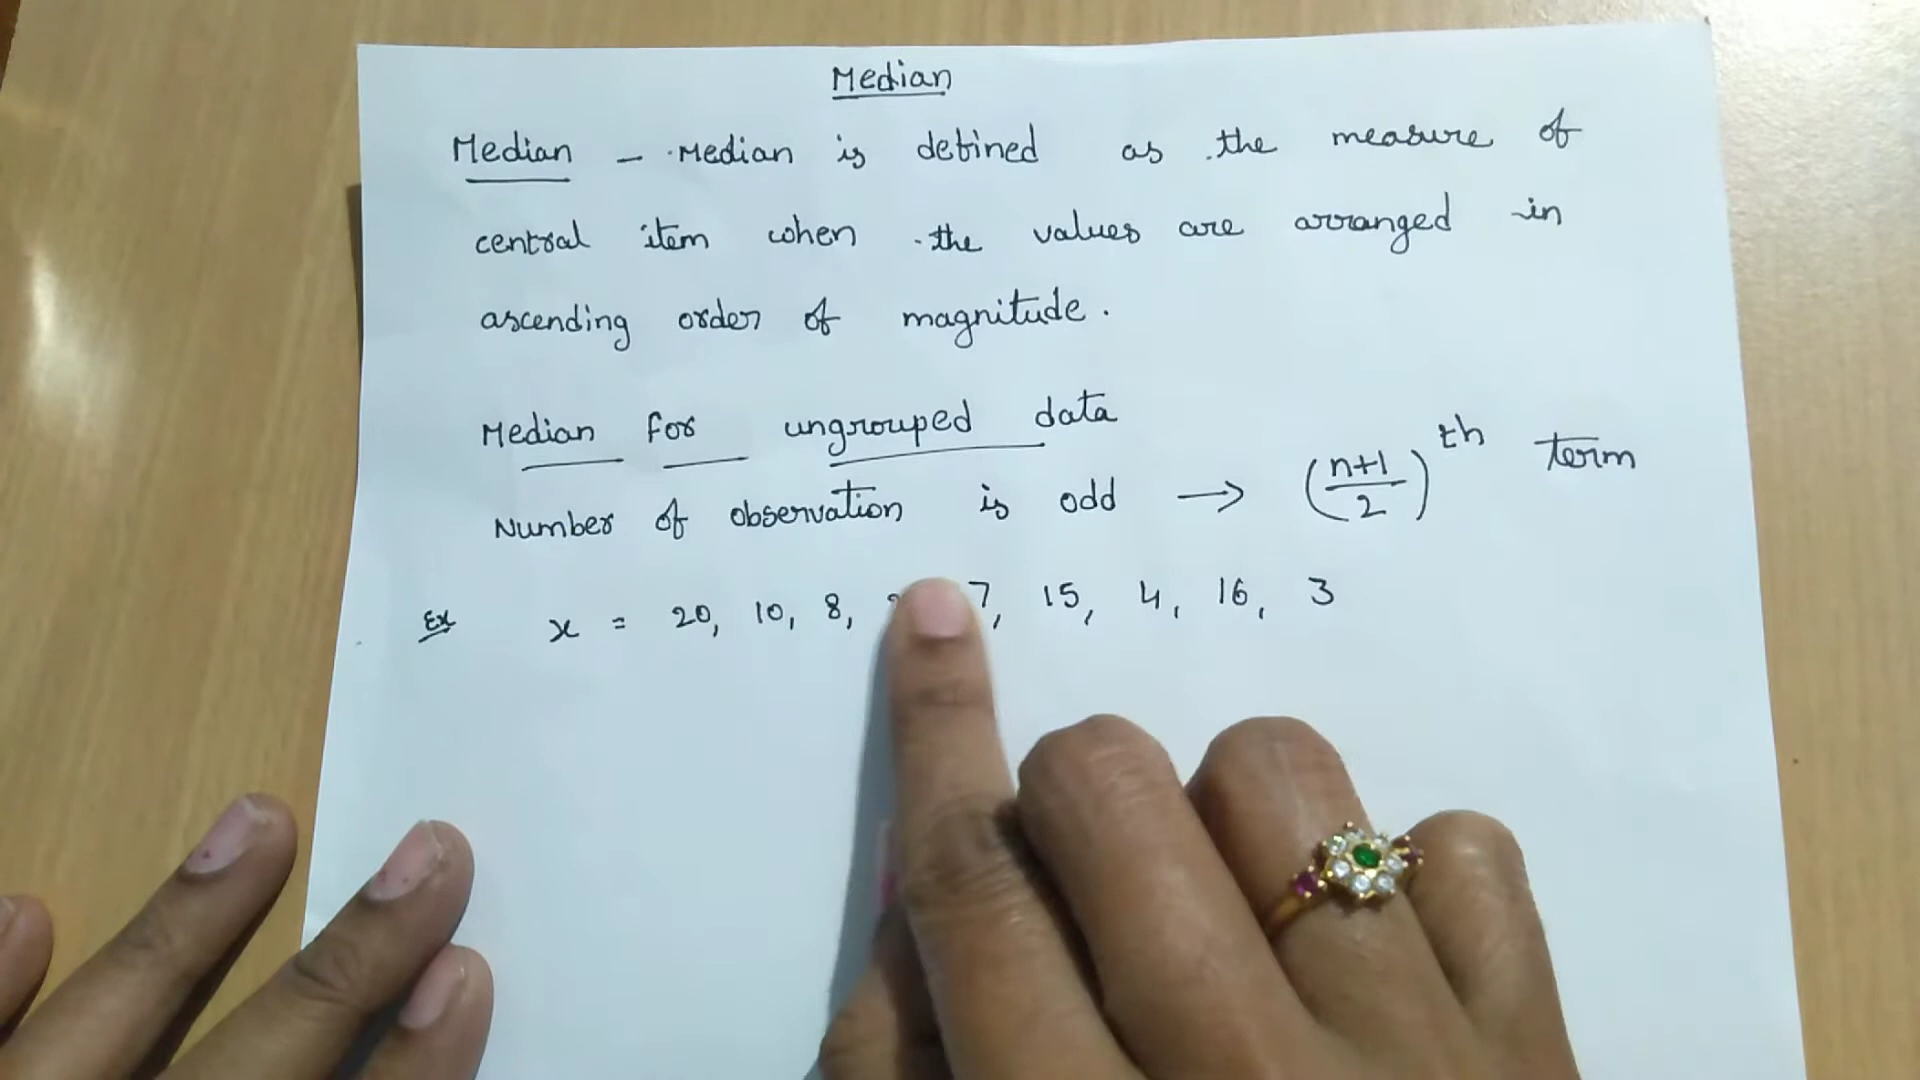 Median
Median - Median is defined as the measure of
central item when the values are arranged in
ascending order of magnitude.
Median for ungrouped data
Number of observation is odd → (n+1/2)th term
Ex x = 20, 10, 8, 7, 15, 4, 16, 3